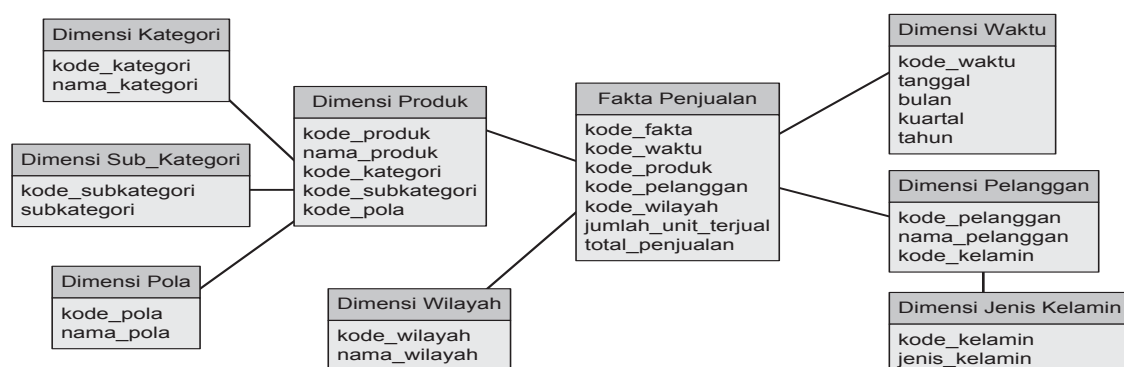 Dimensi Kategori
kode_kategori
nama_kategori
Dimensi Sub_Kategori
kode_subkategori
subkategori
Dimensi Pola
kode_pola
nama_pola
Dimensi Produk
kode_produk
nama_produk
kode_kategori
kode_subkategori
kode_pola
Dimensi Wilayah
kode_wilayah
nama_wilayah
Fakta Penjualan
kode_fakta
kode_waktu
kode_produk
kode_pelanggan
kode_wilayah
jumlah_unit_terjual
total_penjualan
Dimensi Waktu
kode_waktu
tanggal
bulan
kuartal
tahun
Dimensi Pelanggan
kode_pelanggan
nama_pelanggan
kode_kelamin
Dimensi Jenis Kelamin
kode_kelamin
jenis_kelamin